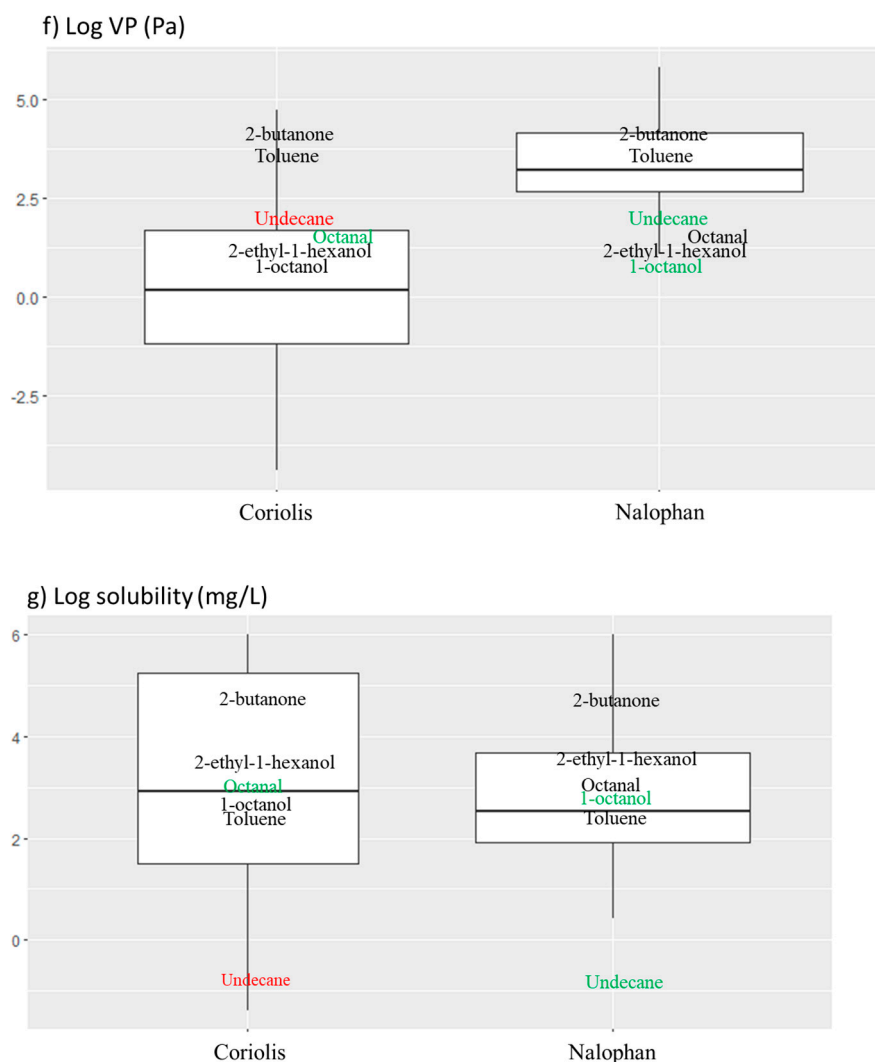 f) Log VP (Pa)
5.0
2-butanone
2-butanone
Toluene
Toluene
2.5
Undecane
Undecane
Octanal
Octanal
2-ethyl-1-hexanol
2-ethyl-1-hexanol
1-octanol
1-octanol
0.0
-2.5
Coriolis
Nalophan
g) Log solubility (mg/L)
6
2-butanone
2-butanone
4
2-ethyl-1-hexanol
2-ethyl-1-hexanol
Octanal
Octanal
1-octanol
1-octanol
Toluene
Toluene
2
0
Undecane
Undecane
Coriolis
Nalophan